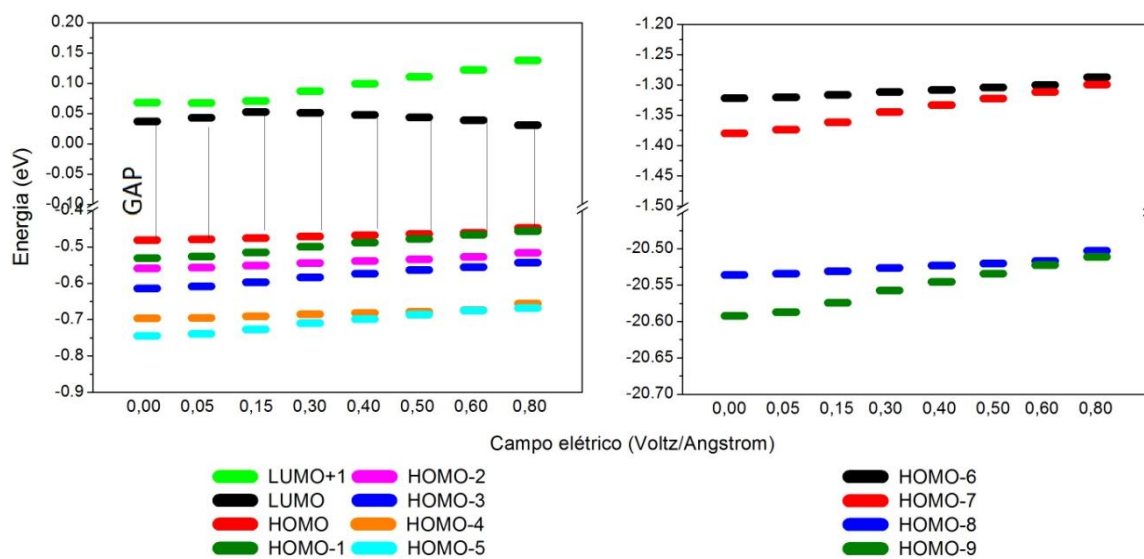 0.20
0.15
0.10
0.05
0.00
-0.05
-0.10
-0.4
-0.5
-0.6
-0.7
-0.8
-0.9
Energia (eV)
GAP
0,00 0,05 0,15 0,30 0,40 0,50 0,60 0,80
-1.20
-1.25
-1.30
-1.35
-1.40
-1.45
-1.50
-20.50
-20.55
-20.60
-20.65
-20.70
0,00 0,05 0,15 0,30 0,40 0,50 0,60 0,80
Campo elétrico (Voltz/Angstrom)
LUMO+1 HOMO-2
LUMO HOMO-3
HOMO HOMO-4
HOMO-1 HOMO-5
HOMO-6
HOMO-7
HOMO-8
HOMO-9